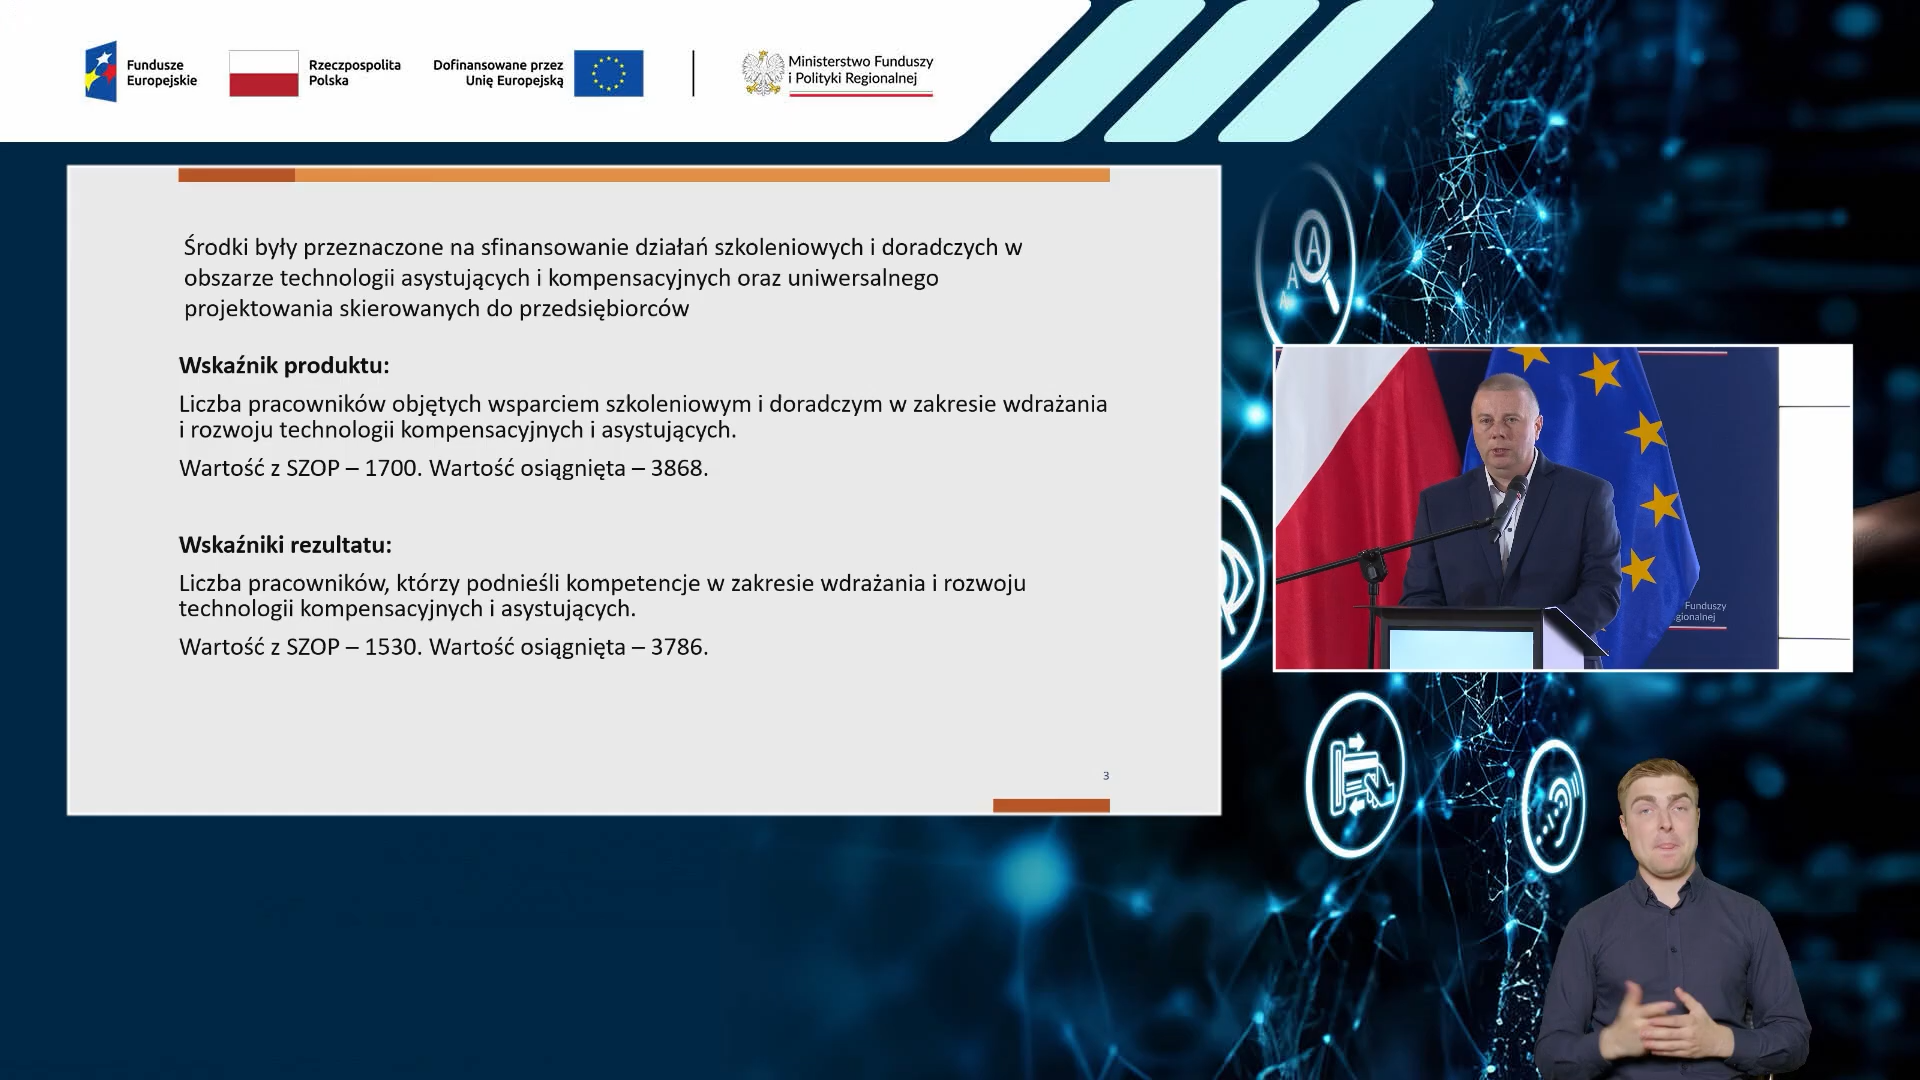 Fundusze
Europejskie
Rzeczpospolita
Polska
Dofinansowane przez
Unię Europejską
Ministerstwo Funduszy
i Polityki Regionalnej
Środki były przeznaczone na sfinansowanie działań szkoleniowych i doradczych w
obszarze technologii asystujących i kompensacyjnych oraz uniwersalnego
projektowania skierowanych do przedsiębiorców
Wskaźnik produktu:
Liczba pracowników objętych wsparciem szkoleniowym i doradczym w zakresie wdrażania
i rozwoju technologii kompensacyjnych i asystujących.
Wartość z SZOP – 1700. Wartość osiągnięta – 3868.
Wskaźniki rezultatu:
Liczba pracowników, którzy podnieśli kompetencje w zakresie wdrażania i rozwoju
technologii kompensacyjnych i asystujących.
Wartość z SZOP – 1530. Wartość osiągnięta – 3786.
3
A
A
A
Funduszy
gionalnej